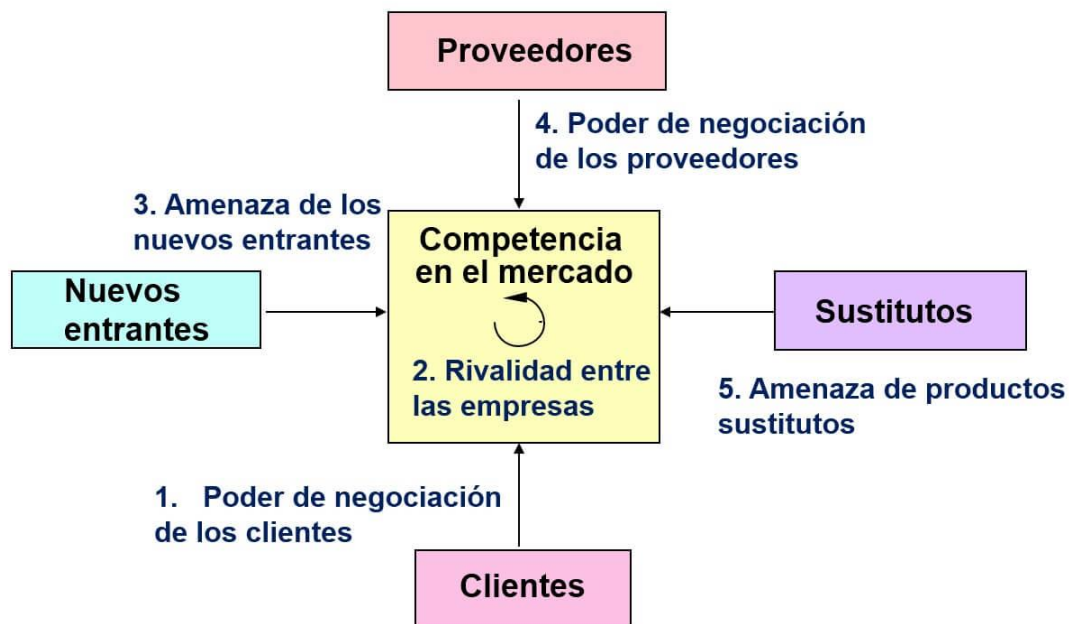 Proveedores
4. Poder de negociación
de los proveedores
3. Amenaza de los
nuevos entrantes
Competencia
en el mercado
Nuevos
entrantes
Sustitutos
2. Rivalidad entre
las empresas
5. Amenaza de productos
sustitutos
1. Poder de negociación
de los clientes
Clientes